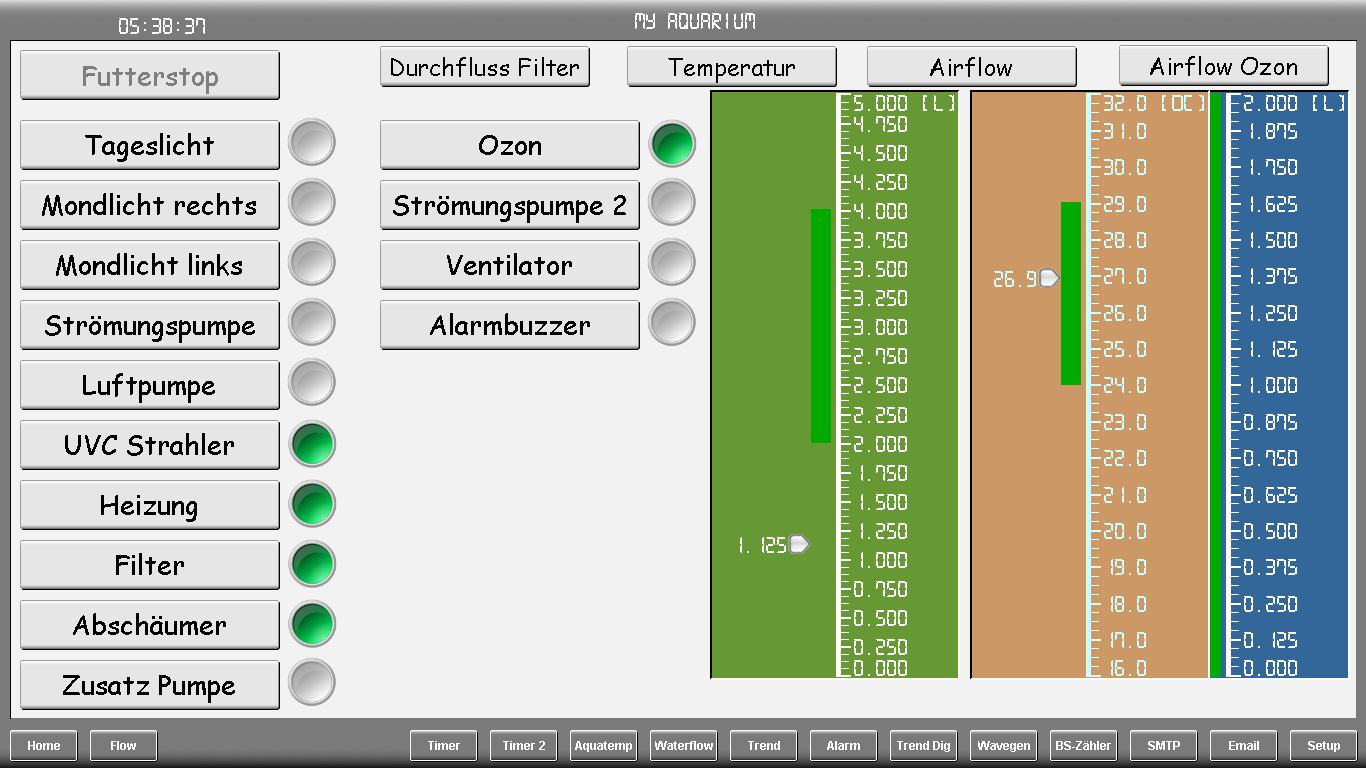 05:38:37
MY AQUARIUM
Futterstop
Durchfluss Filter
Temperatur
Airflow
Airflow Ozon
Tageslicht
Mondlicht rechts
Mondlicht links
Strömungspumpe
Luftpumpe
UVC Strahler
Heizung
Filter
Abschäumer
Zusatz Pumpe
Ozon
Strömungspumpe 2
Ventilator
Alarmbuzzer
1.125
5.000 [L]
4.750
4.500
4.250
4.000
3.750
3.500
3.250
3.000
2.750
2.500
2.250
2.000
1.750
1.500
1.250
1.000
0.750
0.500
0.250
0.000
26.9
32.0 [OC]
31.0
30.0
29.0
28.0
27.0
26.0
25.0
24.0
23.0
22.0
21.0
20.0
19.0
18.0
17.0
16.0
2.000 [L]
1.875
1.750
1.625
1.500
1.375
1.250
1.125
1.000
0.875
0.750
0.625
0.500
0.375
0.250
0.125
0.000
Home
Flow
Timer
Timer 2
Aquatemp
Waterflow
Trend
Alarm
Trend Dig
Wavegen
BS-Zähler
SMTP
Email
Setup